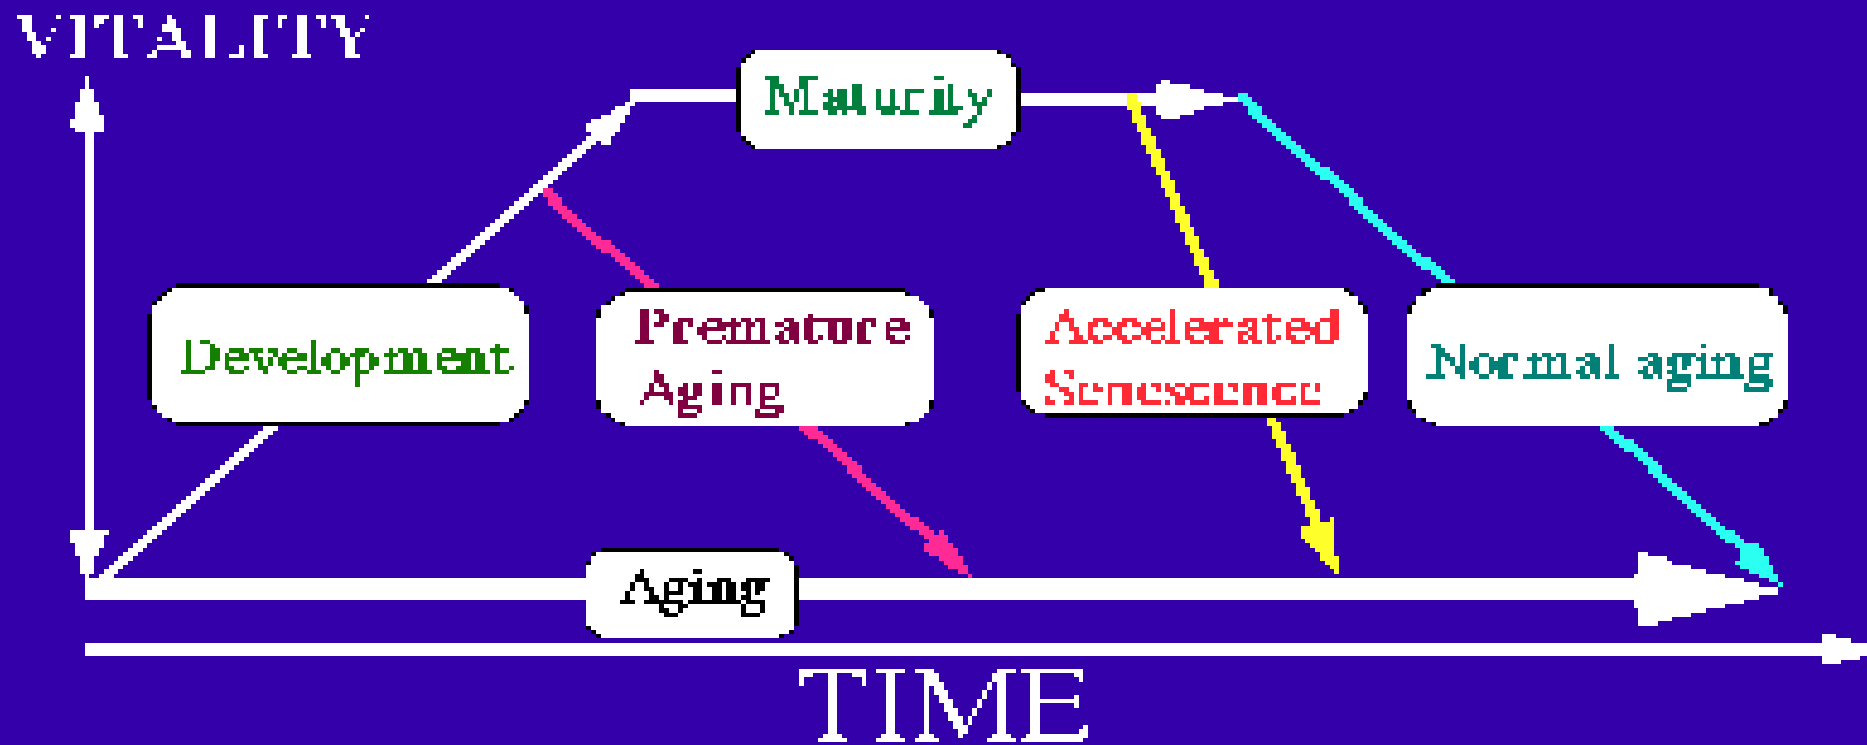 VITALITY
Maturity
Development
Premature
Aging
Accelerated
Senescence
Normal aging
Aging
TIME